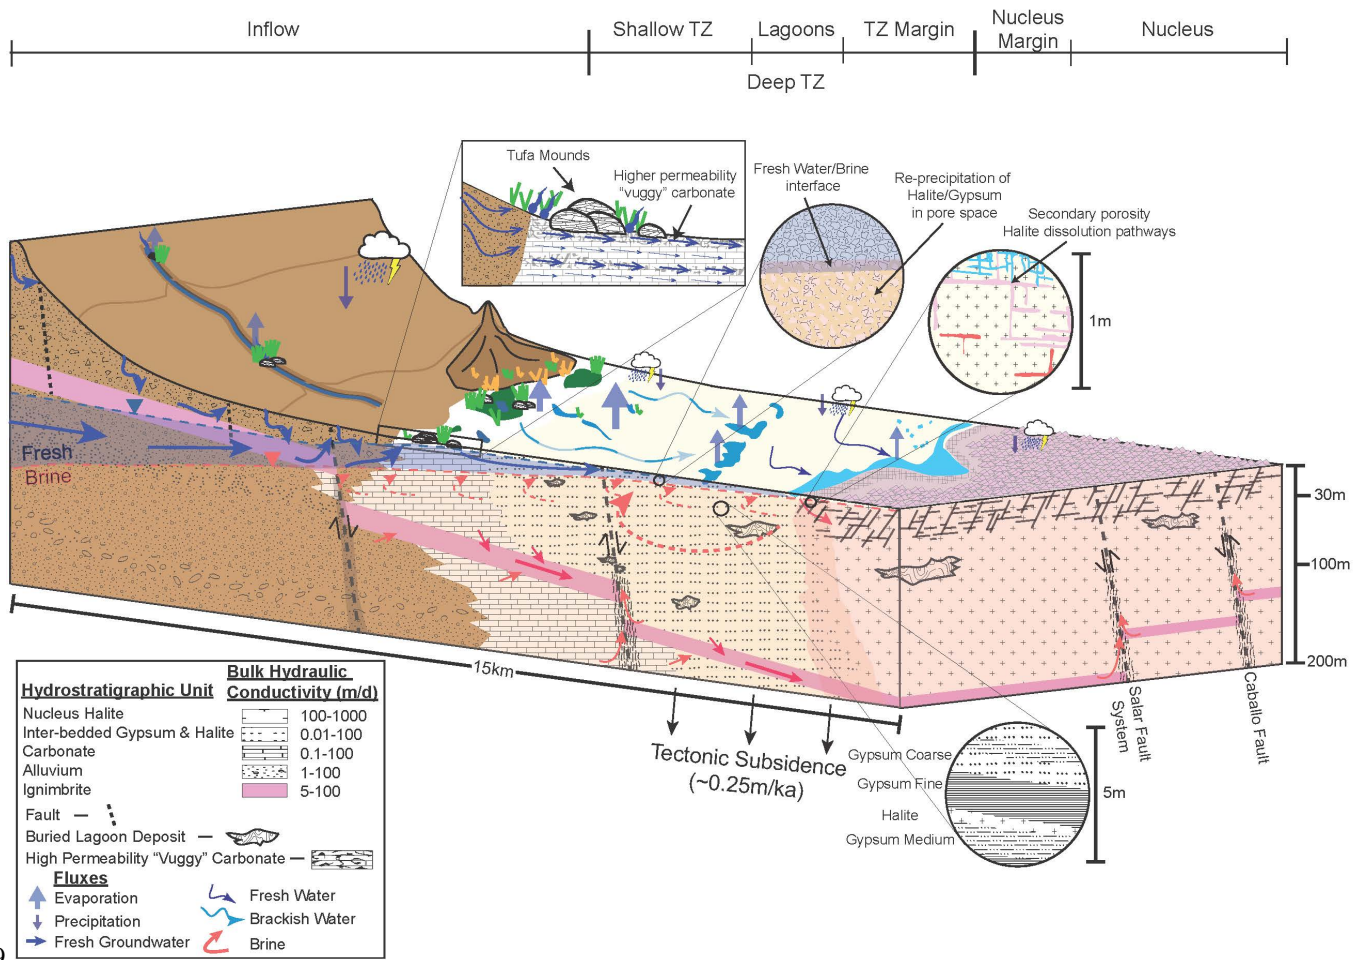 Inflow
Shallow TZ
Lagoons
TZ Margin
Nucleus
Margin
Nucleus
Deep TZ
Tufa Mounds
Higher permeability
“vuggy” carbonate
Fresh Water/Brine
interface
Re-precipitation of
Halite/Gypsum
in pore space
Secondary porosity
Halite dissolution pathways
1m
Fresh
Brine
30m
100m
200m
15km
Tectonic Subsidence
(~0.25m/ka)
Salar Fault
System
Caballo Fault
Gypsum Coarse
Gypsum Fine
Halite
Gypsum Medium
5m
Hydrostratigraphic Unit
Bulk Hydraulic
Conductivity (m/d)
Nucleus Halite 100-1000
Inter-bedded Gypsum & Halite 0.01-100
Carbonate 0.1-100
Alluvium 1-100
Ignimbrite 5-100
Fault
Buried Lagoon Deposit
High Permeability “Vuggy” Carbonate
Fluxes
Evaporation
Precipitation
Fresh Groundwater
Fresh Water
Brackish Water
Brine